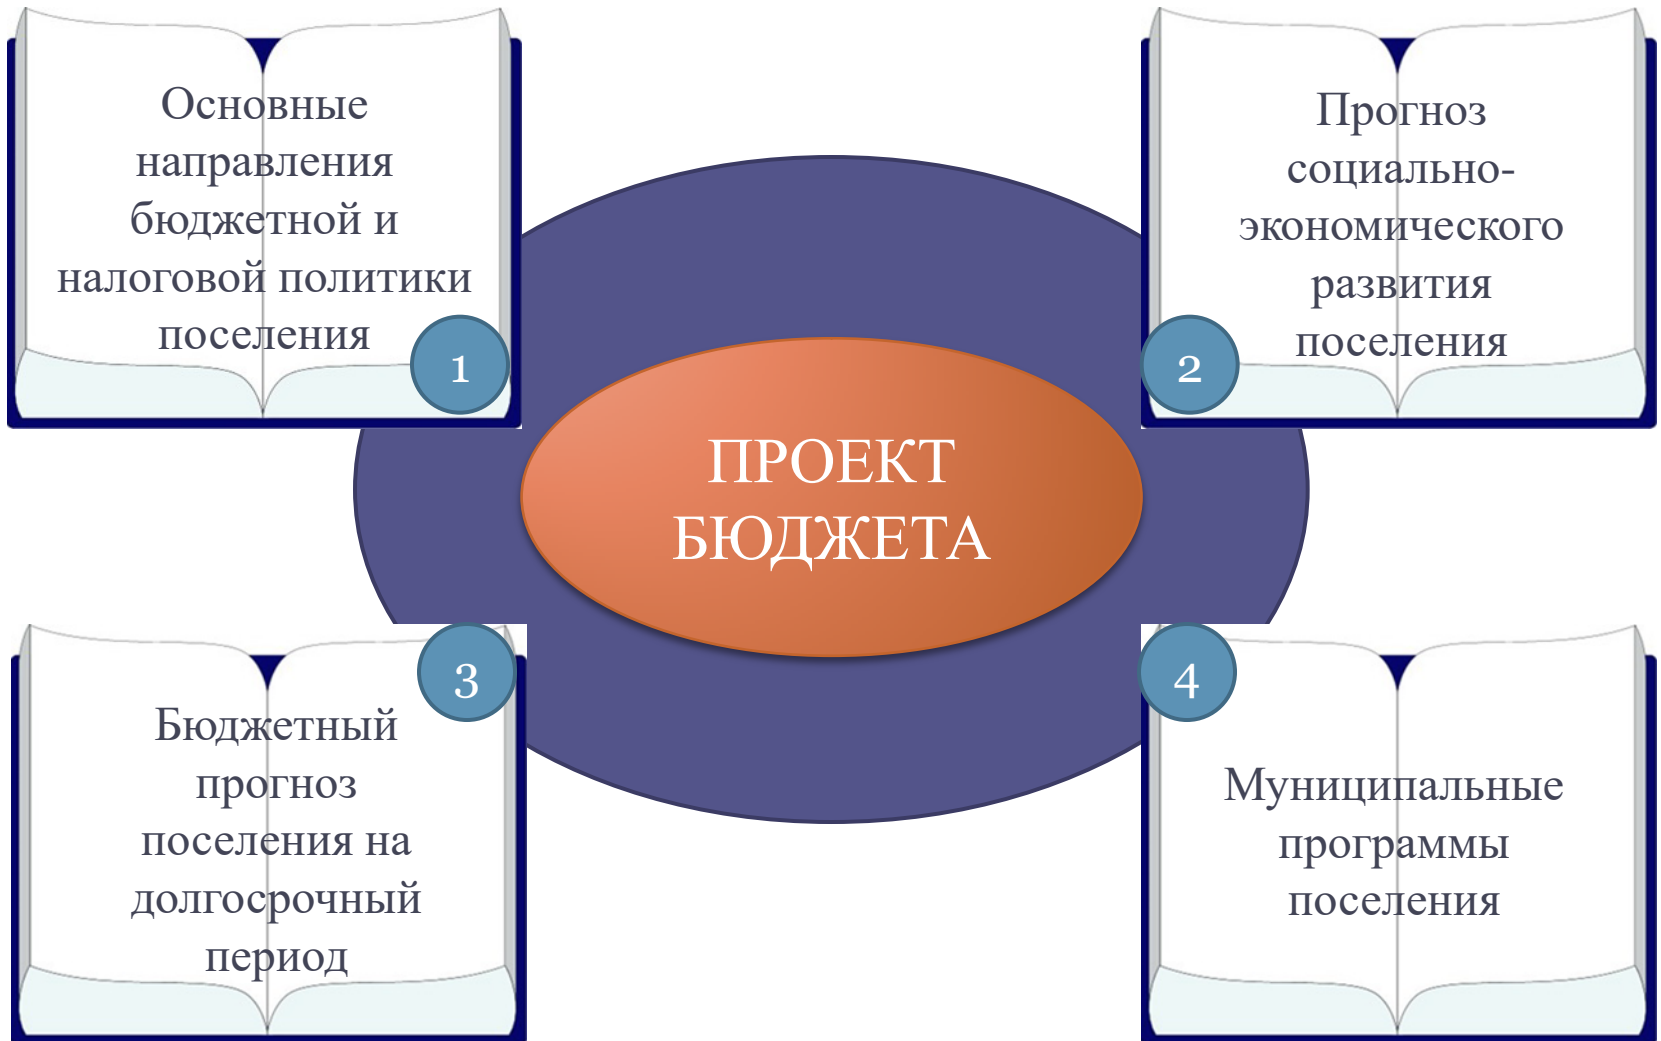 Основные
направления
бюджетной и
налоговой политики
поселения
1
Прогноз
социально-
экономического
развития
поселения
2
ПРОЕКТ
БЮДЖЕТА
3
Бюджетный
прогноз
поселения на
долгосрочный
период
4
Муниципальные
программы
поселения